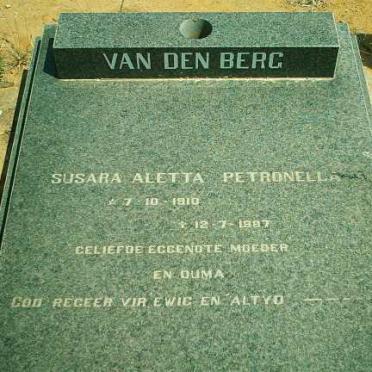 VAN DEN BERG
SUSARA ALETTA PETRONELLA
☆ 7-10-1910
✝ 12-7-1987
GELIEFDE EGGENOTE MOEDER
EN OUMA
GOD REGEER VIR EWIG EN ALTYD